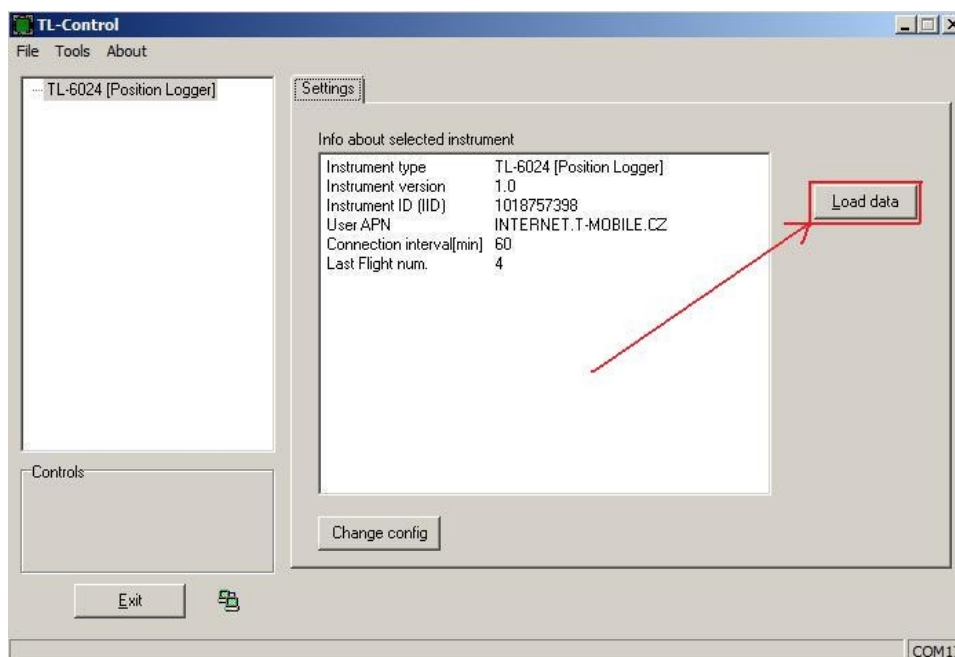 TL-Control
File Tools About
TL-6024 [Position Logger]
Settings
Info about selected instrument
Instrument type TL-6024 [Position Logger]
Instrument version 1.0
Instrument ID (IID) 1018757398
User APN INTERNET.T-MOBILE.CZ
Connection interval[min] 60
Last Flight num. 4
Load data
Controls
Change config
Exit